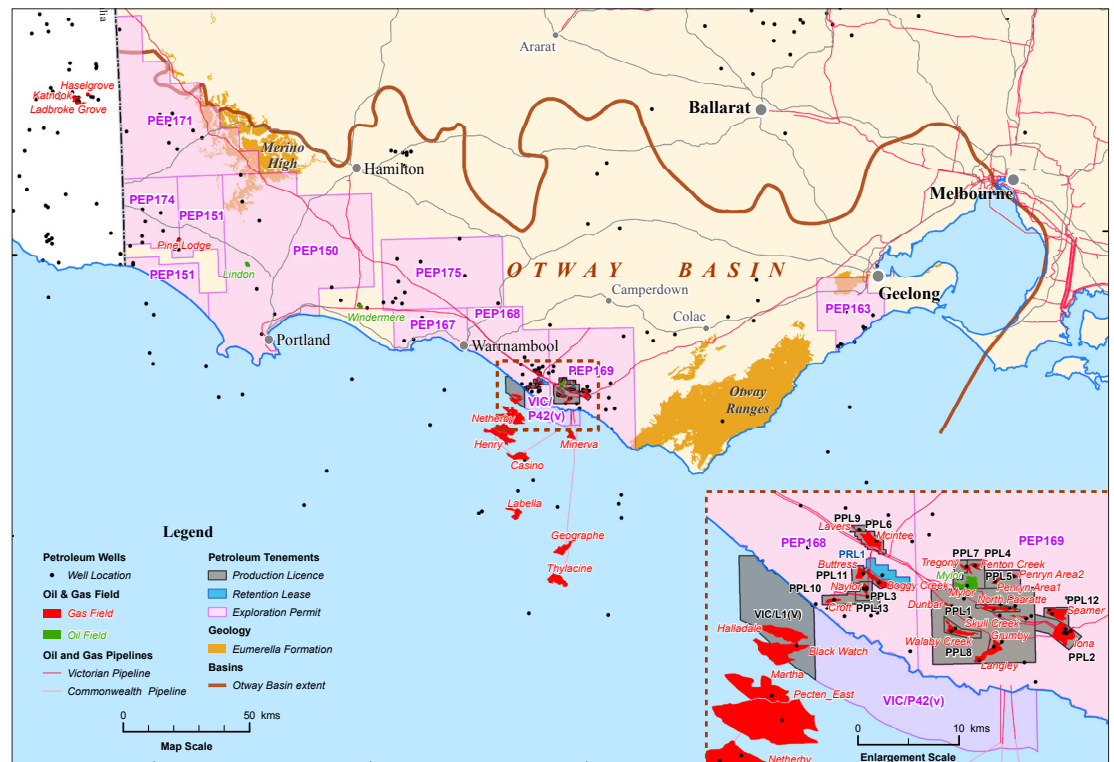 alia
Ararat
Ballarat
Haselgrove
Katnook
Ladbroke Grove
PEP171
Merino
High
Hamilton
Melbourne
PEP174
PEP151
Pine Lodge
PEP151
PEP150
Lindon
PEP175
OTWAY BASIN
Camperdown
Geelong
Windermere
PEP167
PEP168
Colac
PEP163
Portland
Warrnambool
PEP169
VIC/
P42(v)
Otway
Ranges
Netherby
Henry
Minerva
Casino
Labella
Geographe
Thylacine
Legend
Petroleum Wells
Well Location
Oil & Gas Field
Gas Field
Oil Field
Oil and Gas Pipelines
Victorian Pipeline
Commonwealth Pipeline
0 50 kms
Map Scale
Petroleum Tenements
Production Licence
Retention Lease
Exploration Permit
Geology
Eumerella Formation
Basins
Otway Basin extent
PPL9
PPL6
Lavers
Mcintee
PEP168
PRL1
PEP169
Buttress
PPL11
Boggy Creek
Naylor
PPL10
PPL3
Croft
PPL13
PPL7
PPL4
Tregony
Fenton Creek
Mylor
PPL5
Penryn Area2
Penryn Area1
Mylor
North Paaratte
Dunbar
PPL1
PPL12
Seamer
Skull Creek
Grumby
Walaby Creek
PPL8
Iona
PPL2
Langley
VIC/L1(V)
Halladale
Black Watch
Martha
Pecten_East
VIC/P42(v)
Netherby
0 10 kms
Enlargement Scale